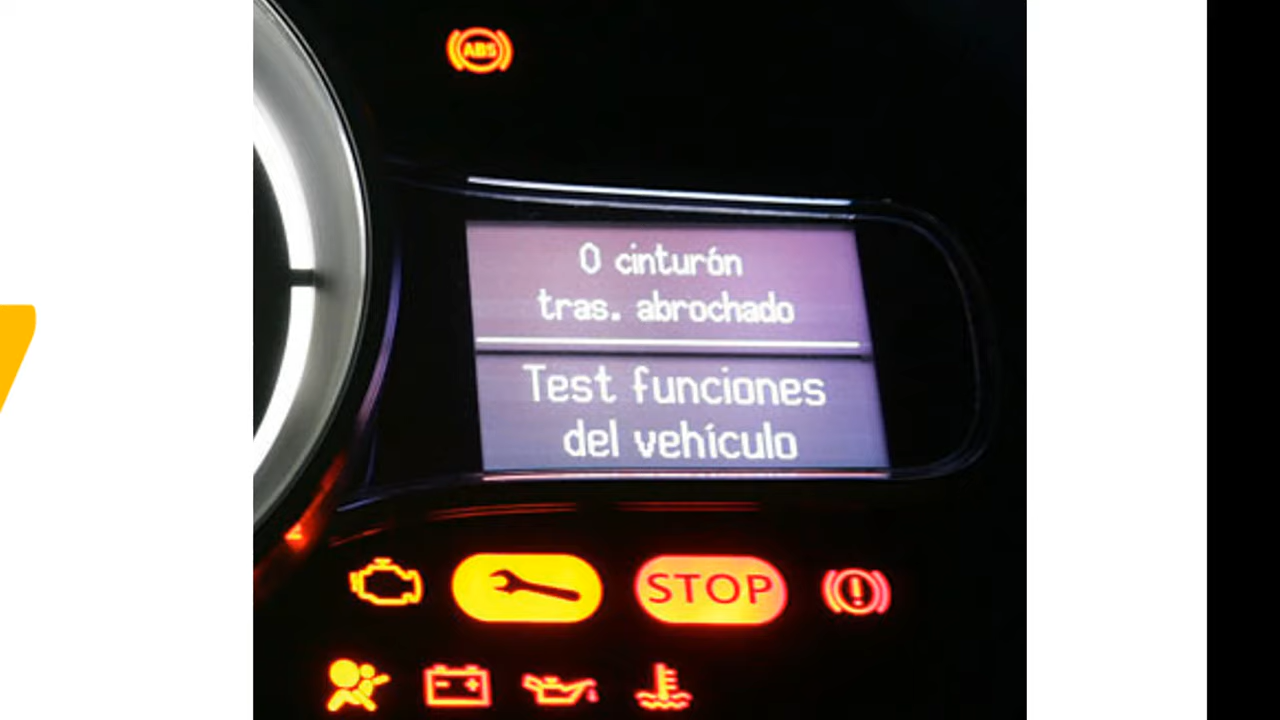 ABS
0 cinturón
tras. abrochado
Test funciones
del vehículo
STOP